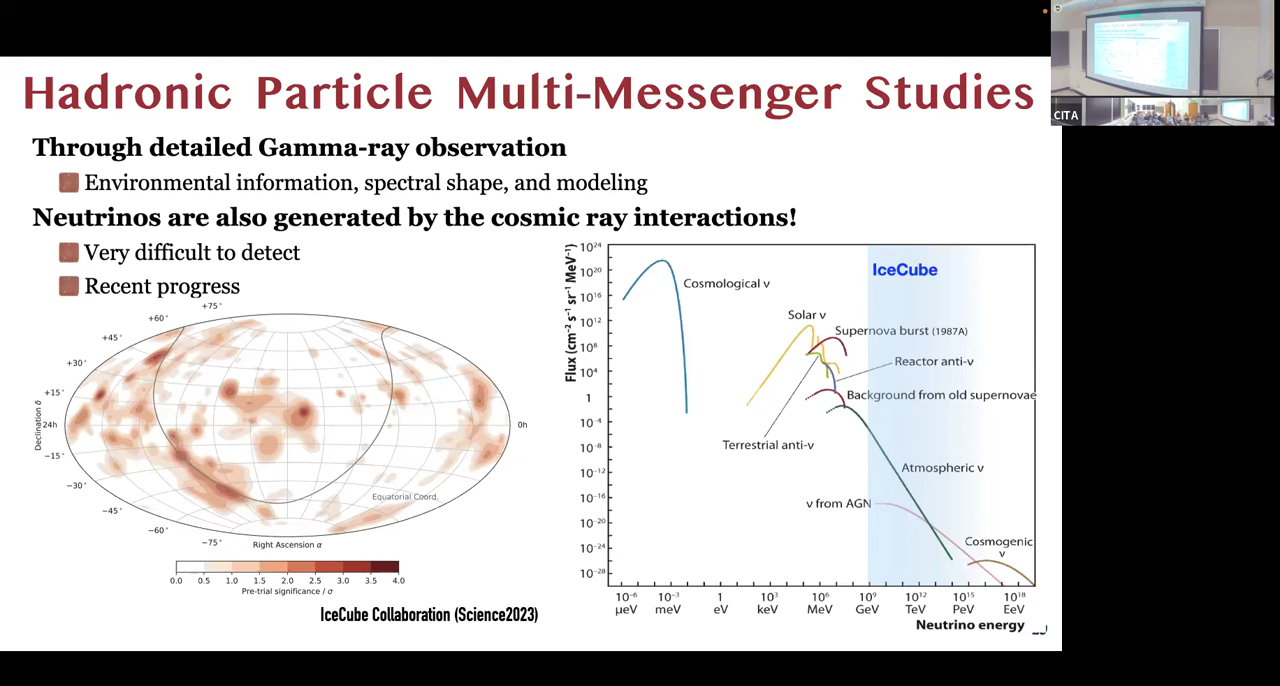 Hadronic Particle Multi-Messenger Studies
CITA
Through detailed Gamma-ray observation
Environmental information, spectral shape, and modeling
Neutrinos are also generated by the cosmic ray interactions!
Very difficult to detect
Recent progress
+75°
+60°
+45°
+30°
+15°
24h
0h
−15°
−30°
−45°
−60°
−75°
Declination δ
Equatorial Coord.
Right Ascension α
0.0 0.5 1.0 1.5 2.0 2.5 3.0 3.5 4.0
Pre-trial significance / σ
IceCube Collaboration (Science2023)
Flux (cm⁻² s⁻¹ sr⁻¹ MeV⁻¹)
10²⁴
10²⁰
10¹⁶
10¹²
10⁸
10⁴
1
10⁻⁴
10⁻⁸
10⁻¹²
10⁻¹⁶
10⁻²⁰
10⁻²⁴
10⁻²⁸
IceCube
Cosmological ν
Solar ν
Supernova burst (1987A)
Reactor anti-ν
Background from old supernovae
Terrestrial anti-ν
Atmospheric ν
ν from AGN
Cosmogenic
ν
10⁻⁶ 10⁻³ 1 10³ 10⁶ 10⁹ 10¹² 10¹⁵ 10¹⁸
µeV meV eV keV MeV GeV TeV PeV EeV
Neutrino energy